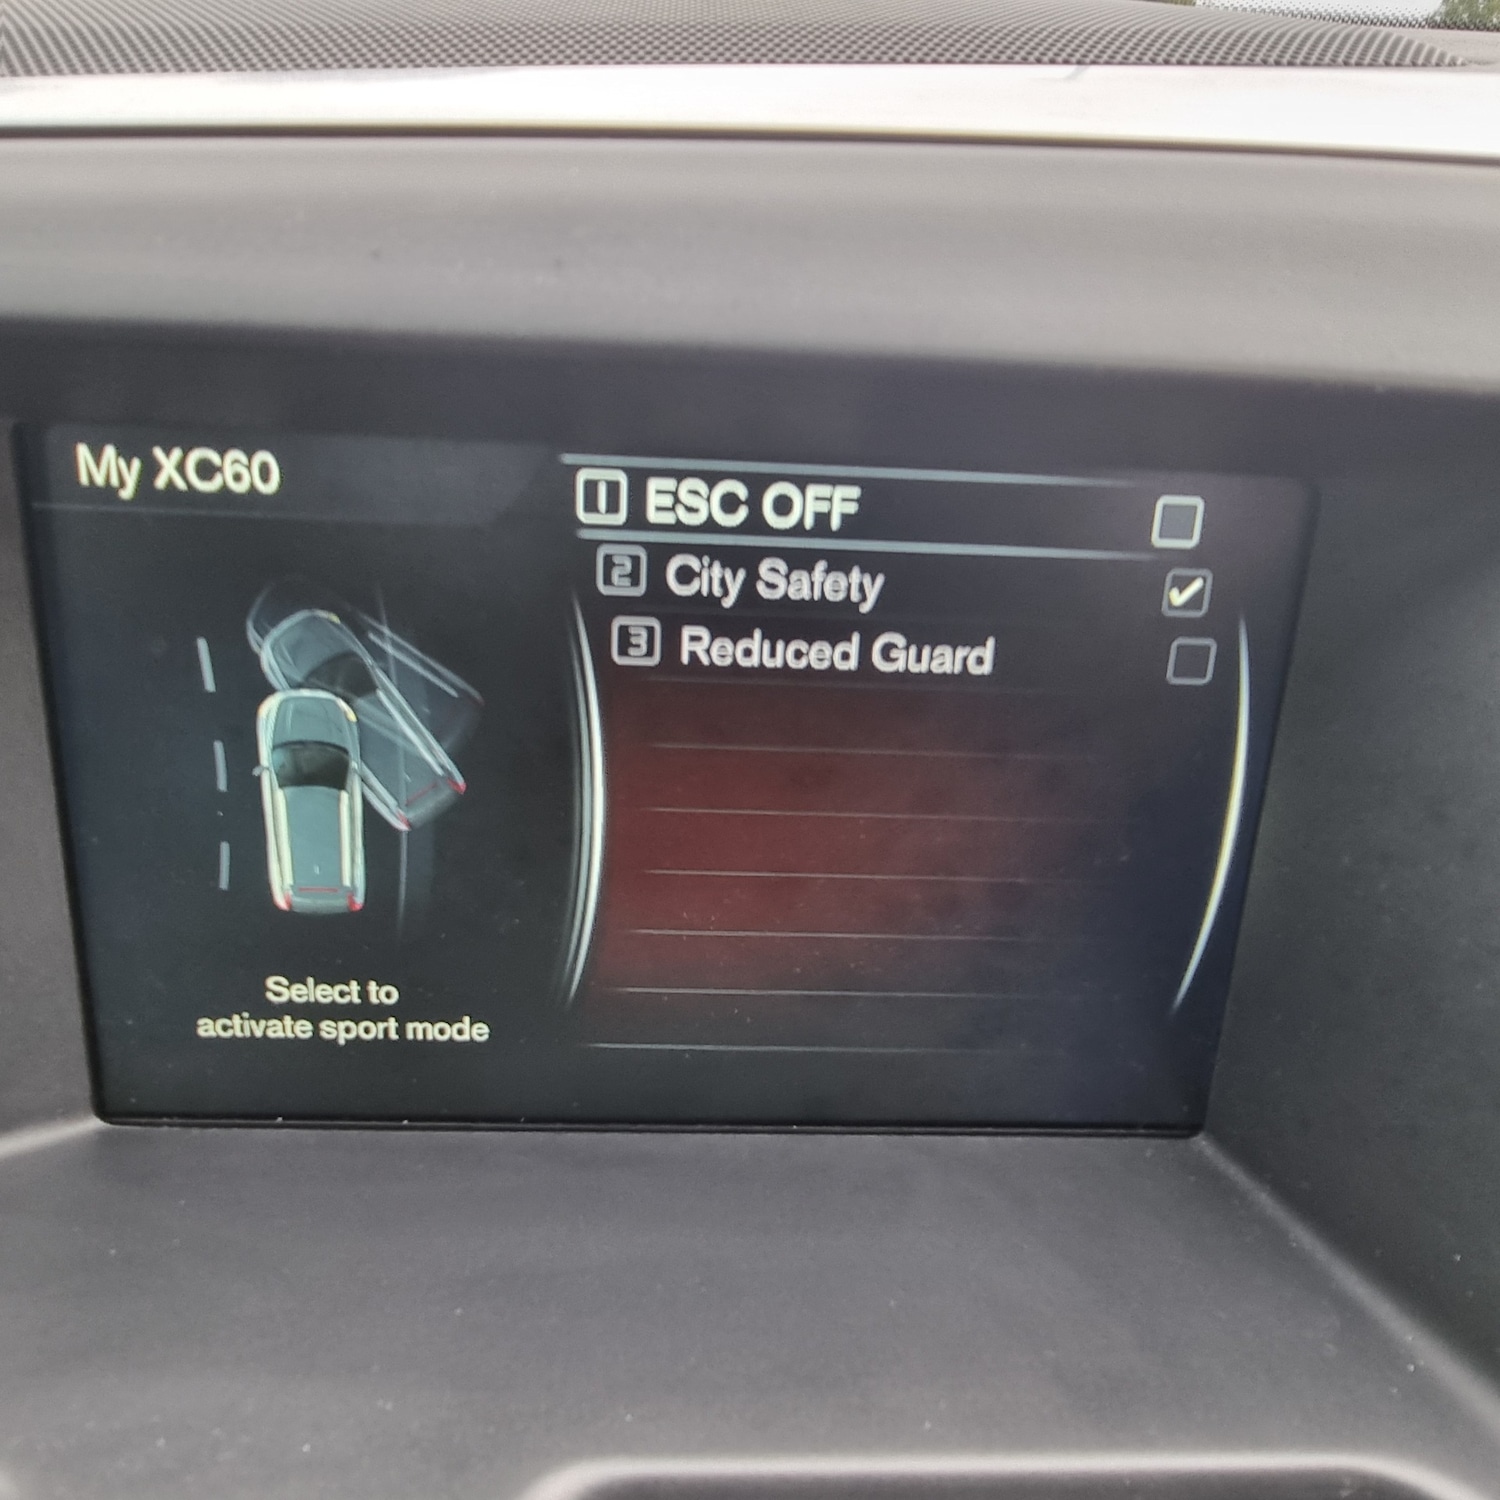 My XC60
1 ESC OFF
2 City Safety
3 Reduced Guard
Select to
activate sport mode